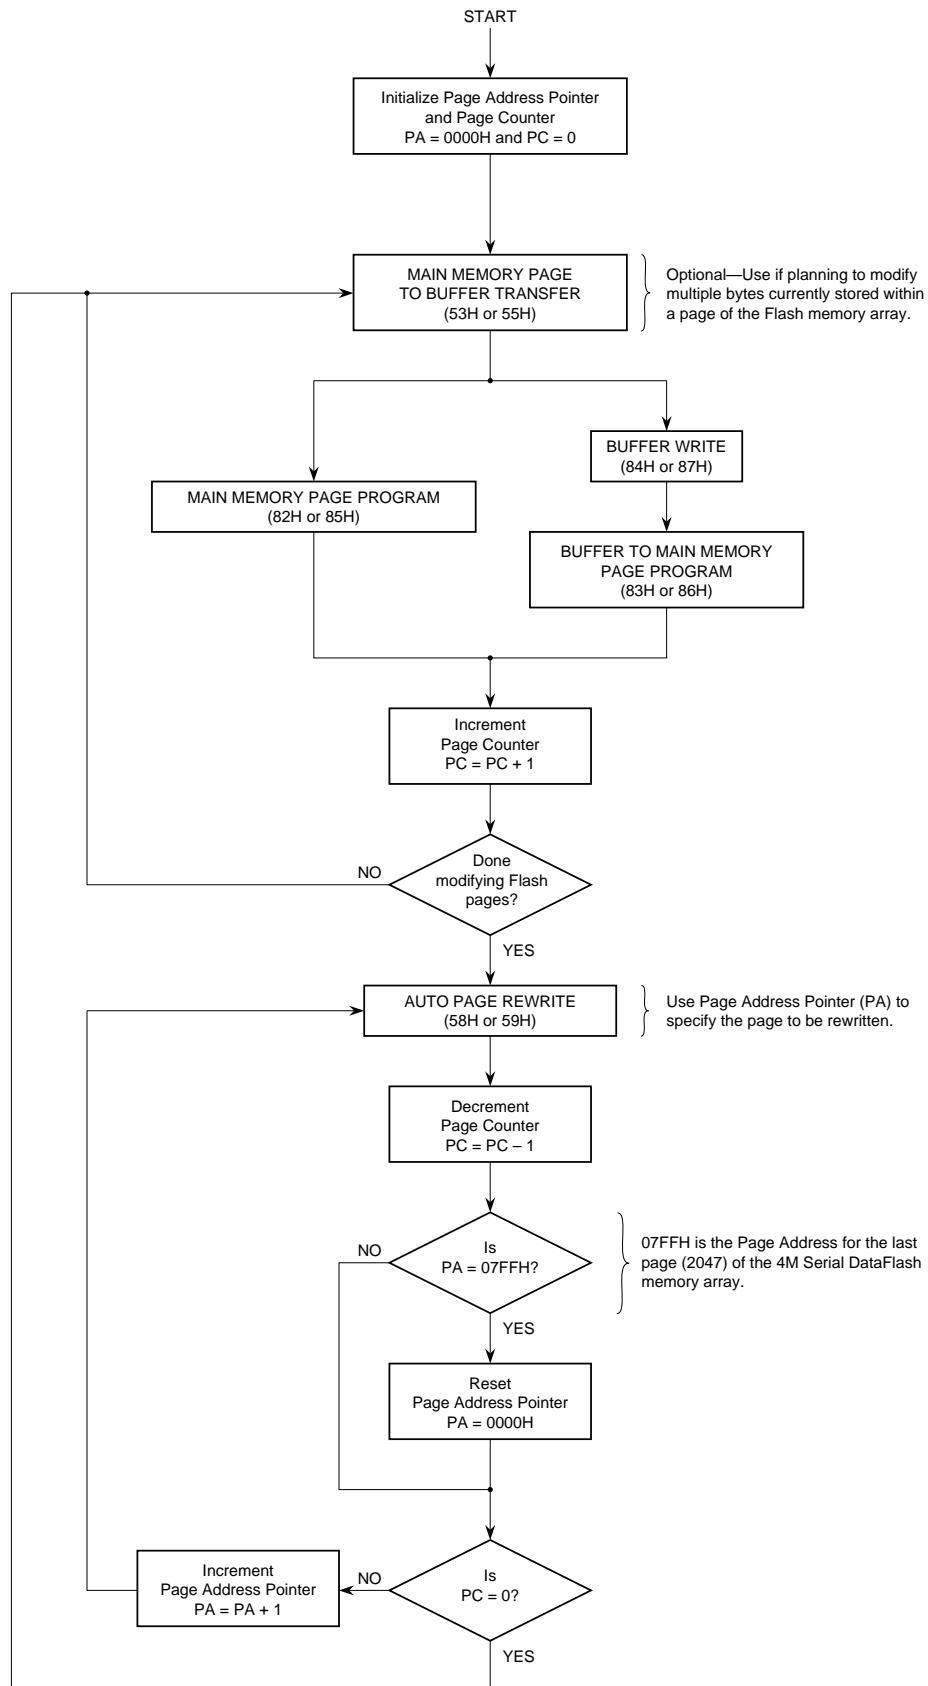 START
Initialize Page Address Pointer
and Page Counter
PA = 0000H and PC = 0
MAIN MEMORY PAGE
TO BUFFER TRANSFER
(53H or 55H)
Optional—Use if planning to modify
multiple bytes currently stored within
a page of the Flash memory array.
BUFFER WRITE
(84H or 87H)
MAIN MEMORY PAGE PROGRAM
(82H or 85H)
BUFFER TO MAIN MEMORY
PAGE PROGRAM
(83H or 86H)
Increment
Page Counter
PC = PC + 1
Done
modifying Flash
pages?
NO
YES
AUTO PAGE REWRITE
(58H or 59H)
Use Page Address Pointer (PA) to
specify the page to be rewritten.
Decrement
Page Counter
PC = PC – 1
Is
PA = 07FFH?
NO
YES
07FFH is the Page Address for the last
page (2047) of the 4M Serial DataFlash
memory array.
Reset
Page Address Pointer
PA = 0000H
Is
PC = 0?
NO
Increment
Page Address Pointer
PA = PA + 1
YES